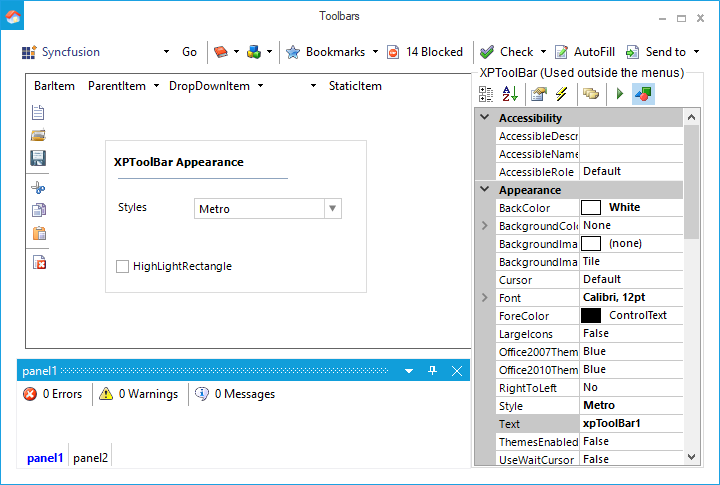 Toolbars
Syncfusion Go Bookmarks 14 Blocked Check AutoFill Send to
BarItem ParentItem DropDownItem StaticItem
XPToolBar Appearance
Styles Metro
HighLightRectangle
panel1
0 Errors 0 Warnings 0 Messages
panel1 panel2
XPToolBar (Used outside the menus)
Accessibility
AccessibleDescr
AccessibleName
AccessibleRole Default
Appearance
BackColor White
BackgroundColo None
BackgroundIma (none)
BackgroundIma Tile
Cursor Default
Font Calibri, 12pt
ForeColor ControlText
LargeIcons False
Office2007Them Blue
Office2010Them Blue
RightToLeft No
Style Metro
Text xpToolBar1
ThemesEnabled False
UseWaitCursor False